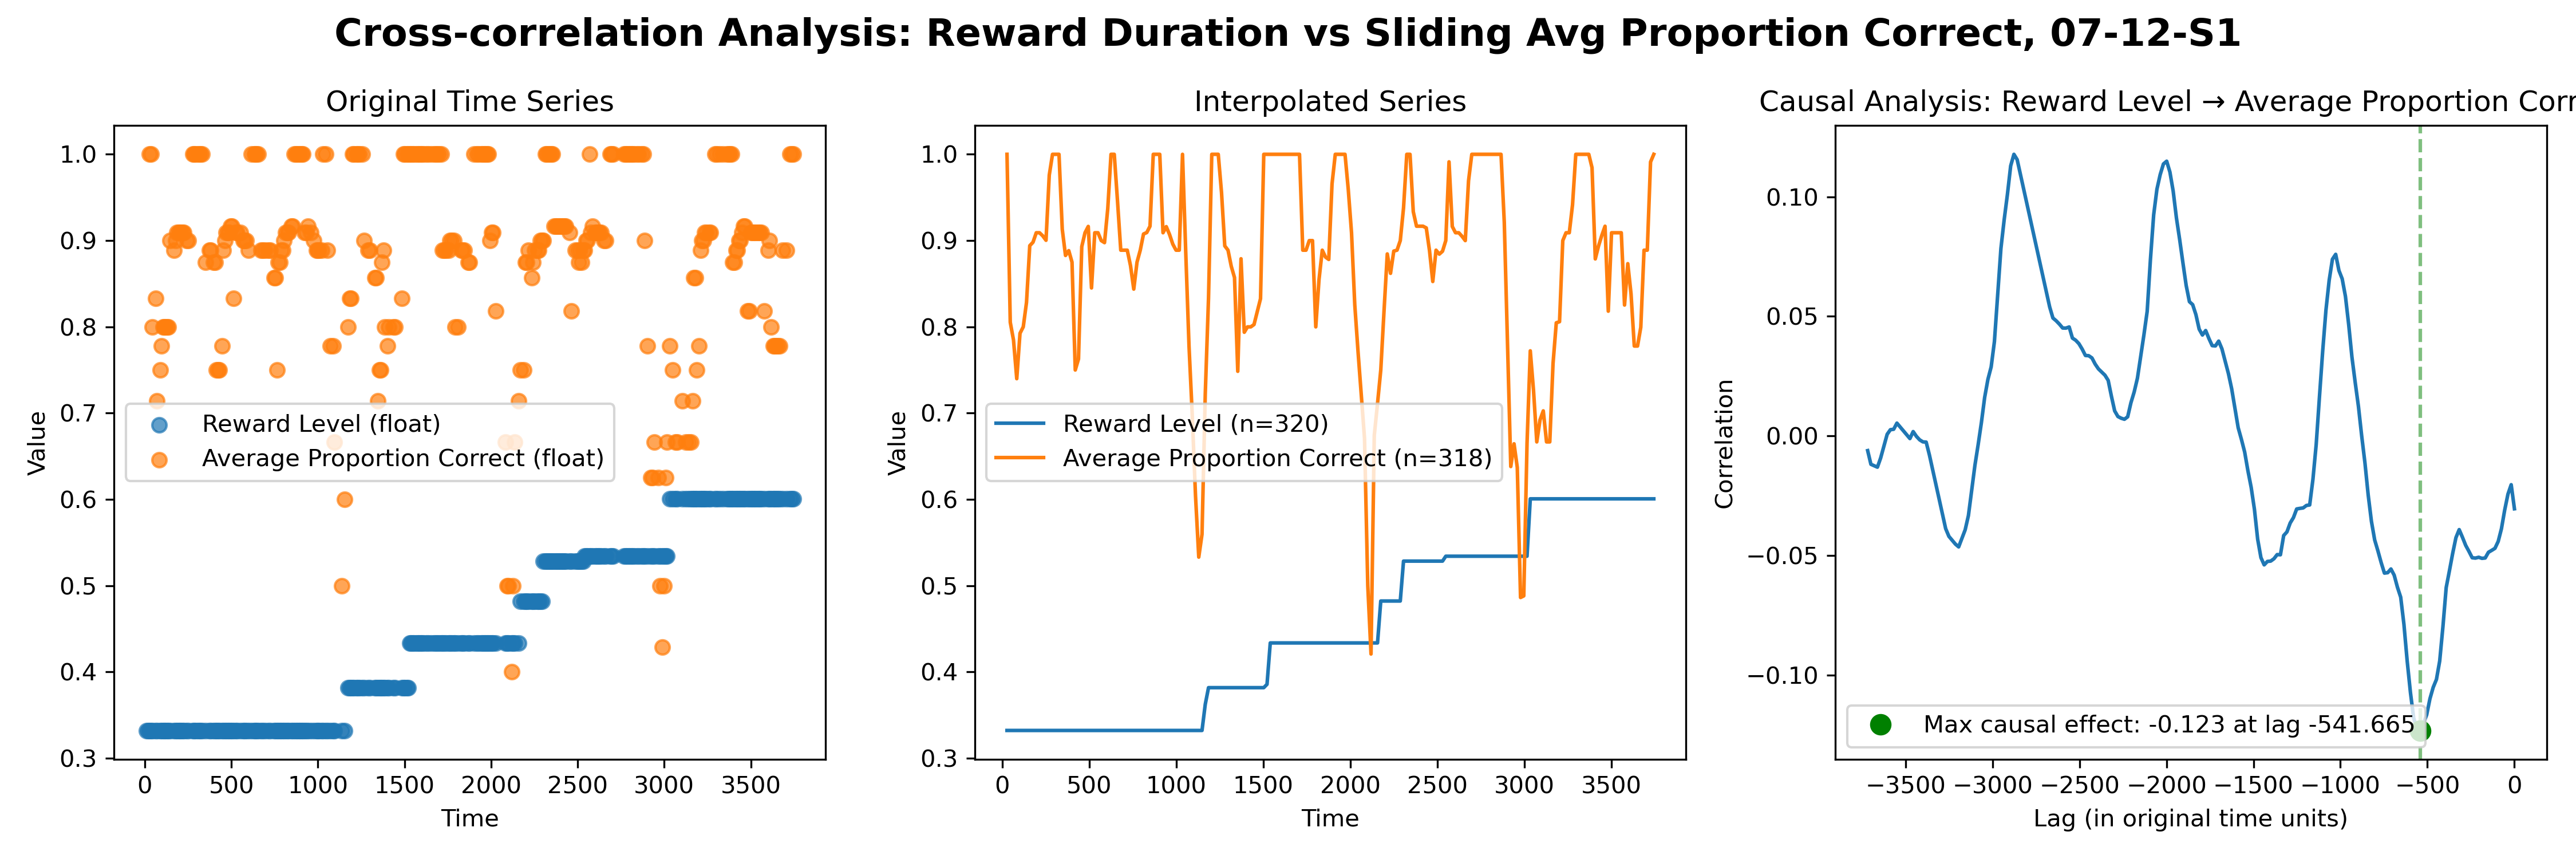 Cross-correlation Analysis: Reward Duration vs Sliding Avg Proportion Correct, 07-12-S1
Original Time Series
Value
1.0
0.9
0.8
0.7
0.6
0.5
0.4
0.3
Reward Level (float)
Average Proportion Correct (float)
0 500 1000 1500 2000 2500 3000 3500
Time
Interpolated Series
Value
1.0
0.9
0.8
0.7
0.6
0.5
0.4
0.3
Reward Level (n=320)
Average Proportion Correct (n=318)
0 500 1000 1500 2000 2500 3000 3500
Time
Causal Analysis: Reward Level → Average Proportion Corr
Correlation
0.10
0.05
0.00
−0.05
−0.10
Max causal effect: -0.123 at lag -541.665
−3500 −3000 −2500 −2000 −1500 −1000 −500 0
Lag (in original time units)